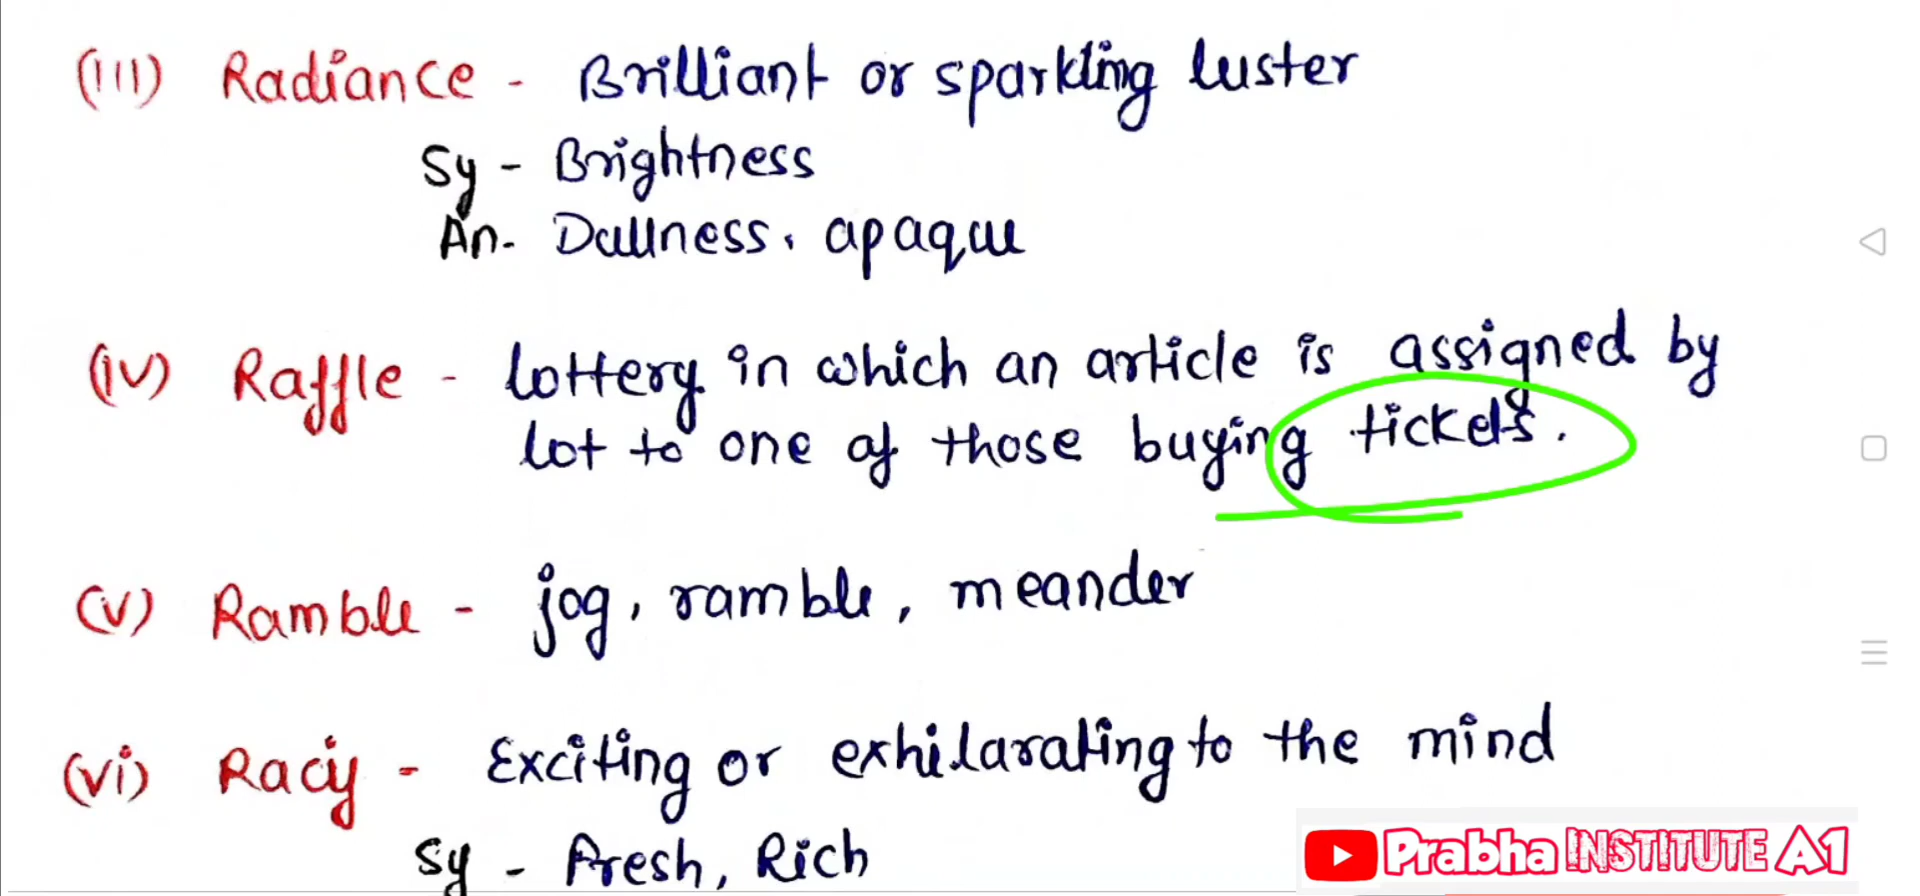 (iii) Radiance - Brilliant or sparkling luster
Sy - Brightness
An- Dullness, apaque
(iv) Raffle - lottery in which an article is assigned by
lot to one of those buying tickets.
(v) Ramble - jog, ramble, meander
(vi) Raciy - Exciting or exhilarating to the mind
Sy - Fresh, Rich
Prabha INSTITUTE A1